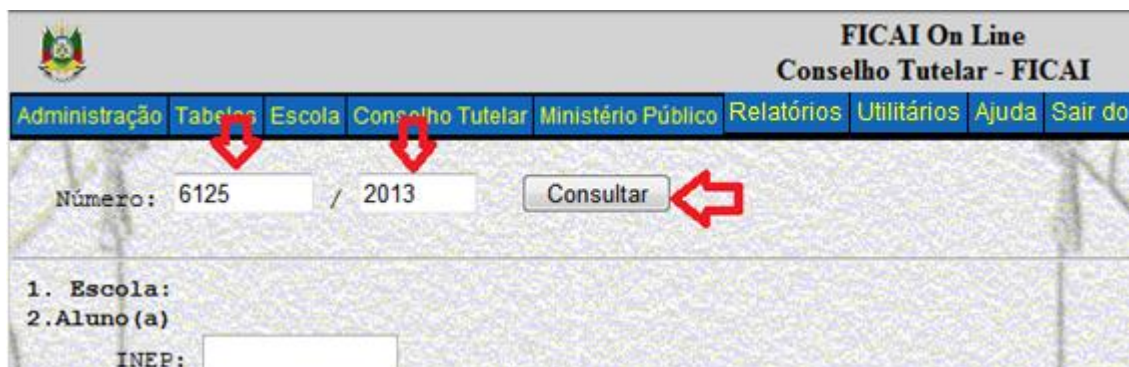 FICAI On Line
Conselho Tutelar - FICAI
Administração Tabelas Escola Conselho Tutelar Ministério Público Relatórios Utilitários Ajuda Sair do
Número: 6125 / 2013 Consultar
1. Escola:
2.Aluno(a)
INEP: